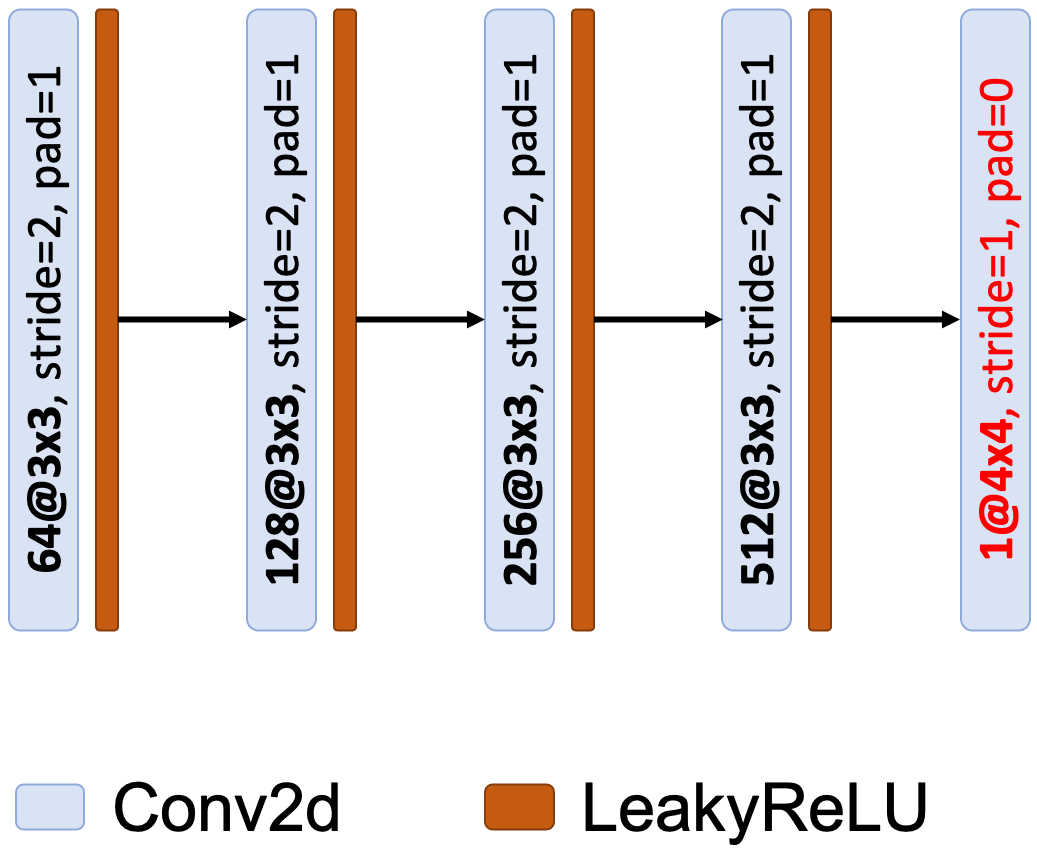 64@3x3, stride=2, pad=1
128@3x3, stride=2, pad=1
256@3x3, stride=2, pad=1
512@3x3, stride=2, pad=1
1@4x4, stride=1, pad=0
Conv2d
LeakyReLU